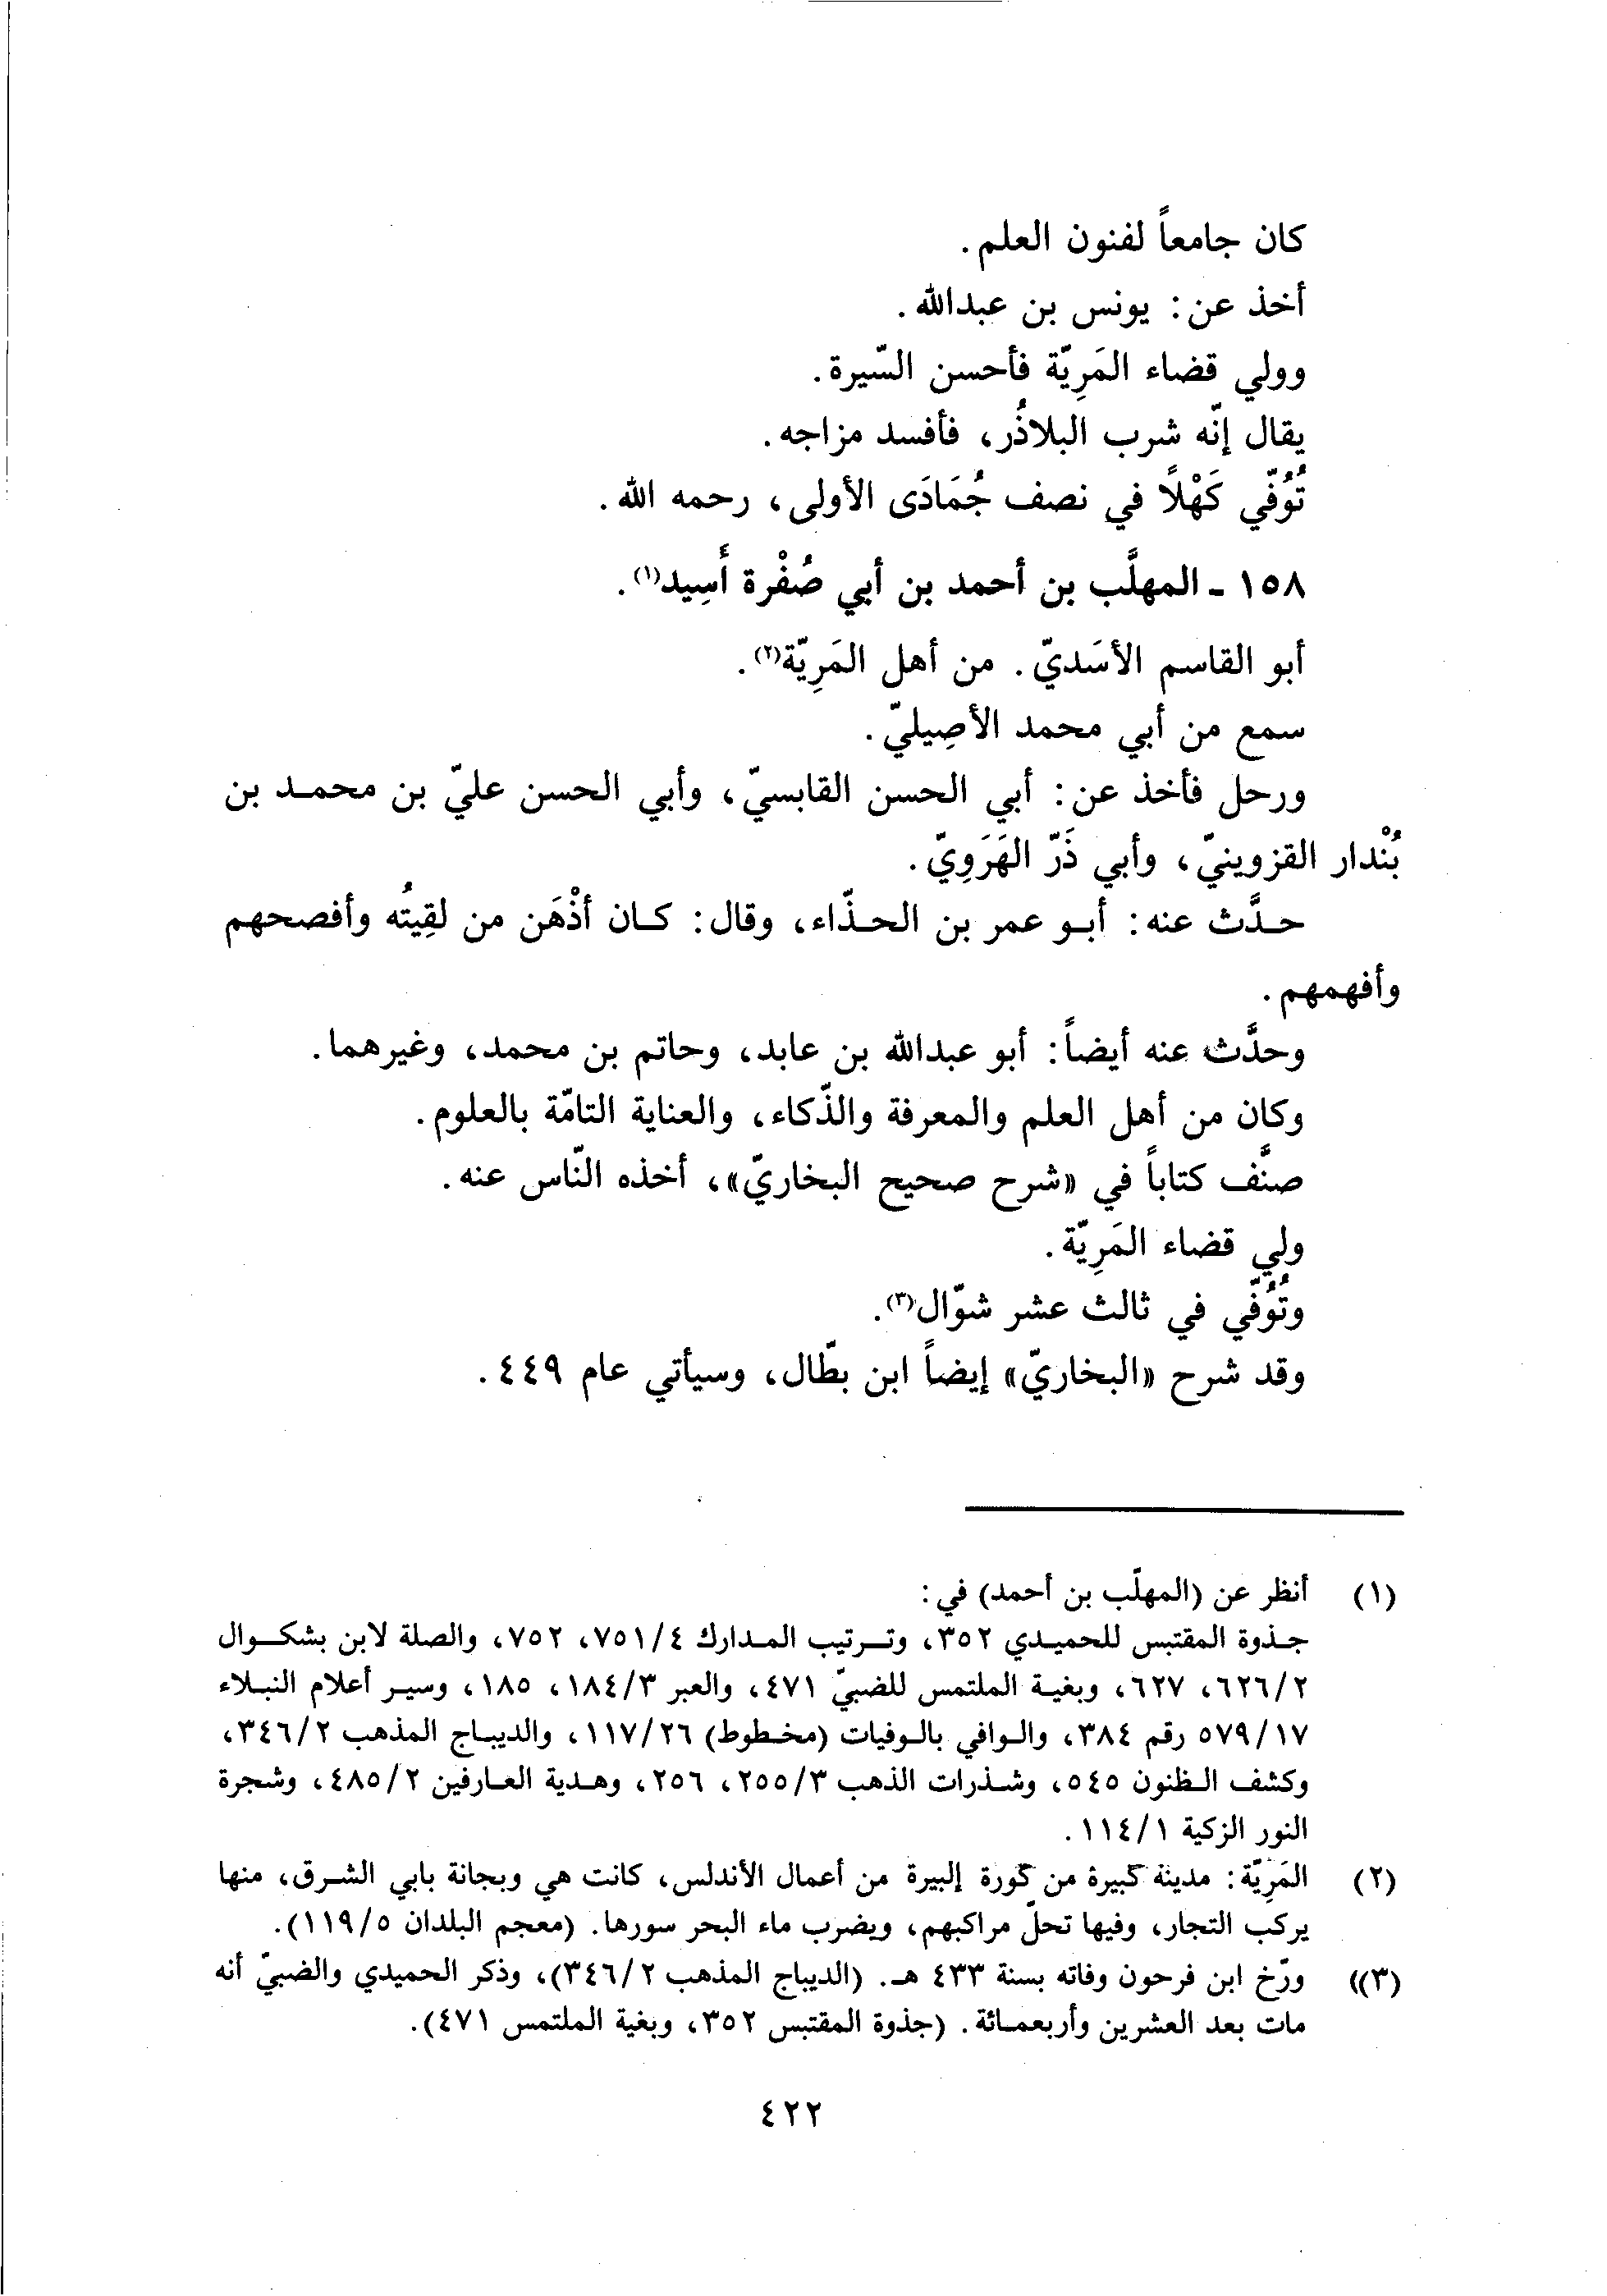 كان جامعاً لفنون العلم.
أخذ عن: يونس بن عبدالله.
وولي قضاء المَرِيّة فأحسن السّيرة.
يقال إنّه شرب البلاذُر، فأفسد مزاجه.
تُوُفّي كَهْلاً في نصف جُمَادَى الأولى، رحمه الله.
١٥٨ ـ المهلَّب بن أحمد بن أبي صُفْرة أَسِيد(١).
أبو القاسم الأسَديّ. من أهل المَرِيّة(٢).
سمع من أبي محمد الأصِيليّ.
ورحل فأخذ عن: أبي الحسن القابسيّ، وأبي الحسن عليّ بن محمد بن
بُنْدار القزوينيّ، وأبي ذَرّ الهَرَوِيّ.
حدَّث عنه: أبو عمر بن الحذّاء، وقال: كان أذْهَن من لقِيتُه وأفصحهم
وأفهمهم.
وحدَّث عنه أيضاً: أبو عبدالله بن عابد، وحاتم بن محمد، وغيرهما.
وكان من أهل العلم والمعرفة والذّكاء، والعناية التامّة بالعلوم.
صنَّف كتاباً في «شرح صحيح البخاريّ»، أخذه النّاس عنه.
ولي قضاء المَرِيّة.
وتُوُفّي في ثالث عشر شوّال(٣).
وقد شرح «البخاريّ» إيضاً ابن بطّال، وسيأتي عام ٤٤٩.
(١) أنظر عن (المهلّب بن أحمد) في:
جذوة المقتبس للحميدي ٣٥٢، وترتيب المدارك ٧٥١/٤، ٧٥٢، والصلة لابن بشكوال
٦٢٦/٢، ٦٢٧، وبغية الملتمس للضبيّ ٤٧١، والعبر ١٨٤/٣، ١٨٥، وسير أعلام النبلاء
٥٧٩/١٧ رقم ٣٨٤، والوافي بالوفيات (مخطوط) ١١٧/٢٦، والديباج المذهب ٣٤٦/٢،
وكشف الظنون ٥٤٥، وشذرات الذهب ٢٥٥/٣، ٢٥٦، وهدية العارفين ٤٨٥/٢، وشجرة
النور الزكية ١١٤/١.
(٢) المَرِيّة: مدينة كبيرة من كُورة إلبيرة من أعمال الأندلس، كانت هي وبجانة بابي الشرق، منها
يركب التجار، وفيها تحلّ مراكبهم، ويضرب ماء البحر سورها. (معجم البلدان ١١٩/٥).
(٣)) ورّخ ابن فرحون وفاته بسنة ٤٣٣ هـ. (الديباج المذهب ٣٤٦/٢)، وذكر الحميدي والضبيّ أنه
مات بعد العشرين وأربعمائة. (جذوة المقتبس ٣٥٢، وبغية الملتمس ٤٧١).
٤٢٢